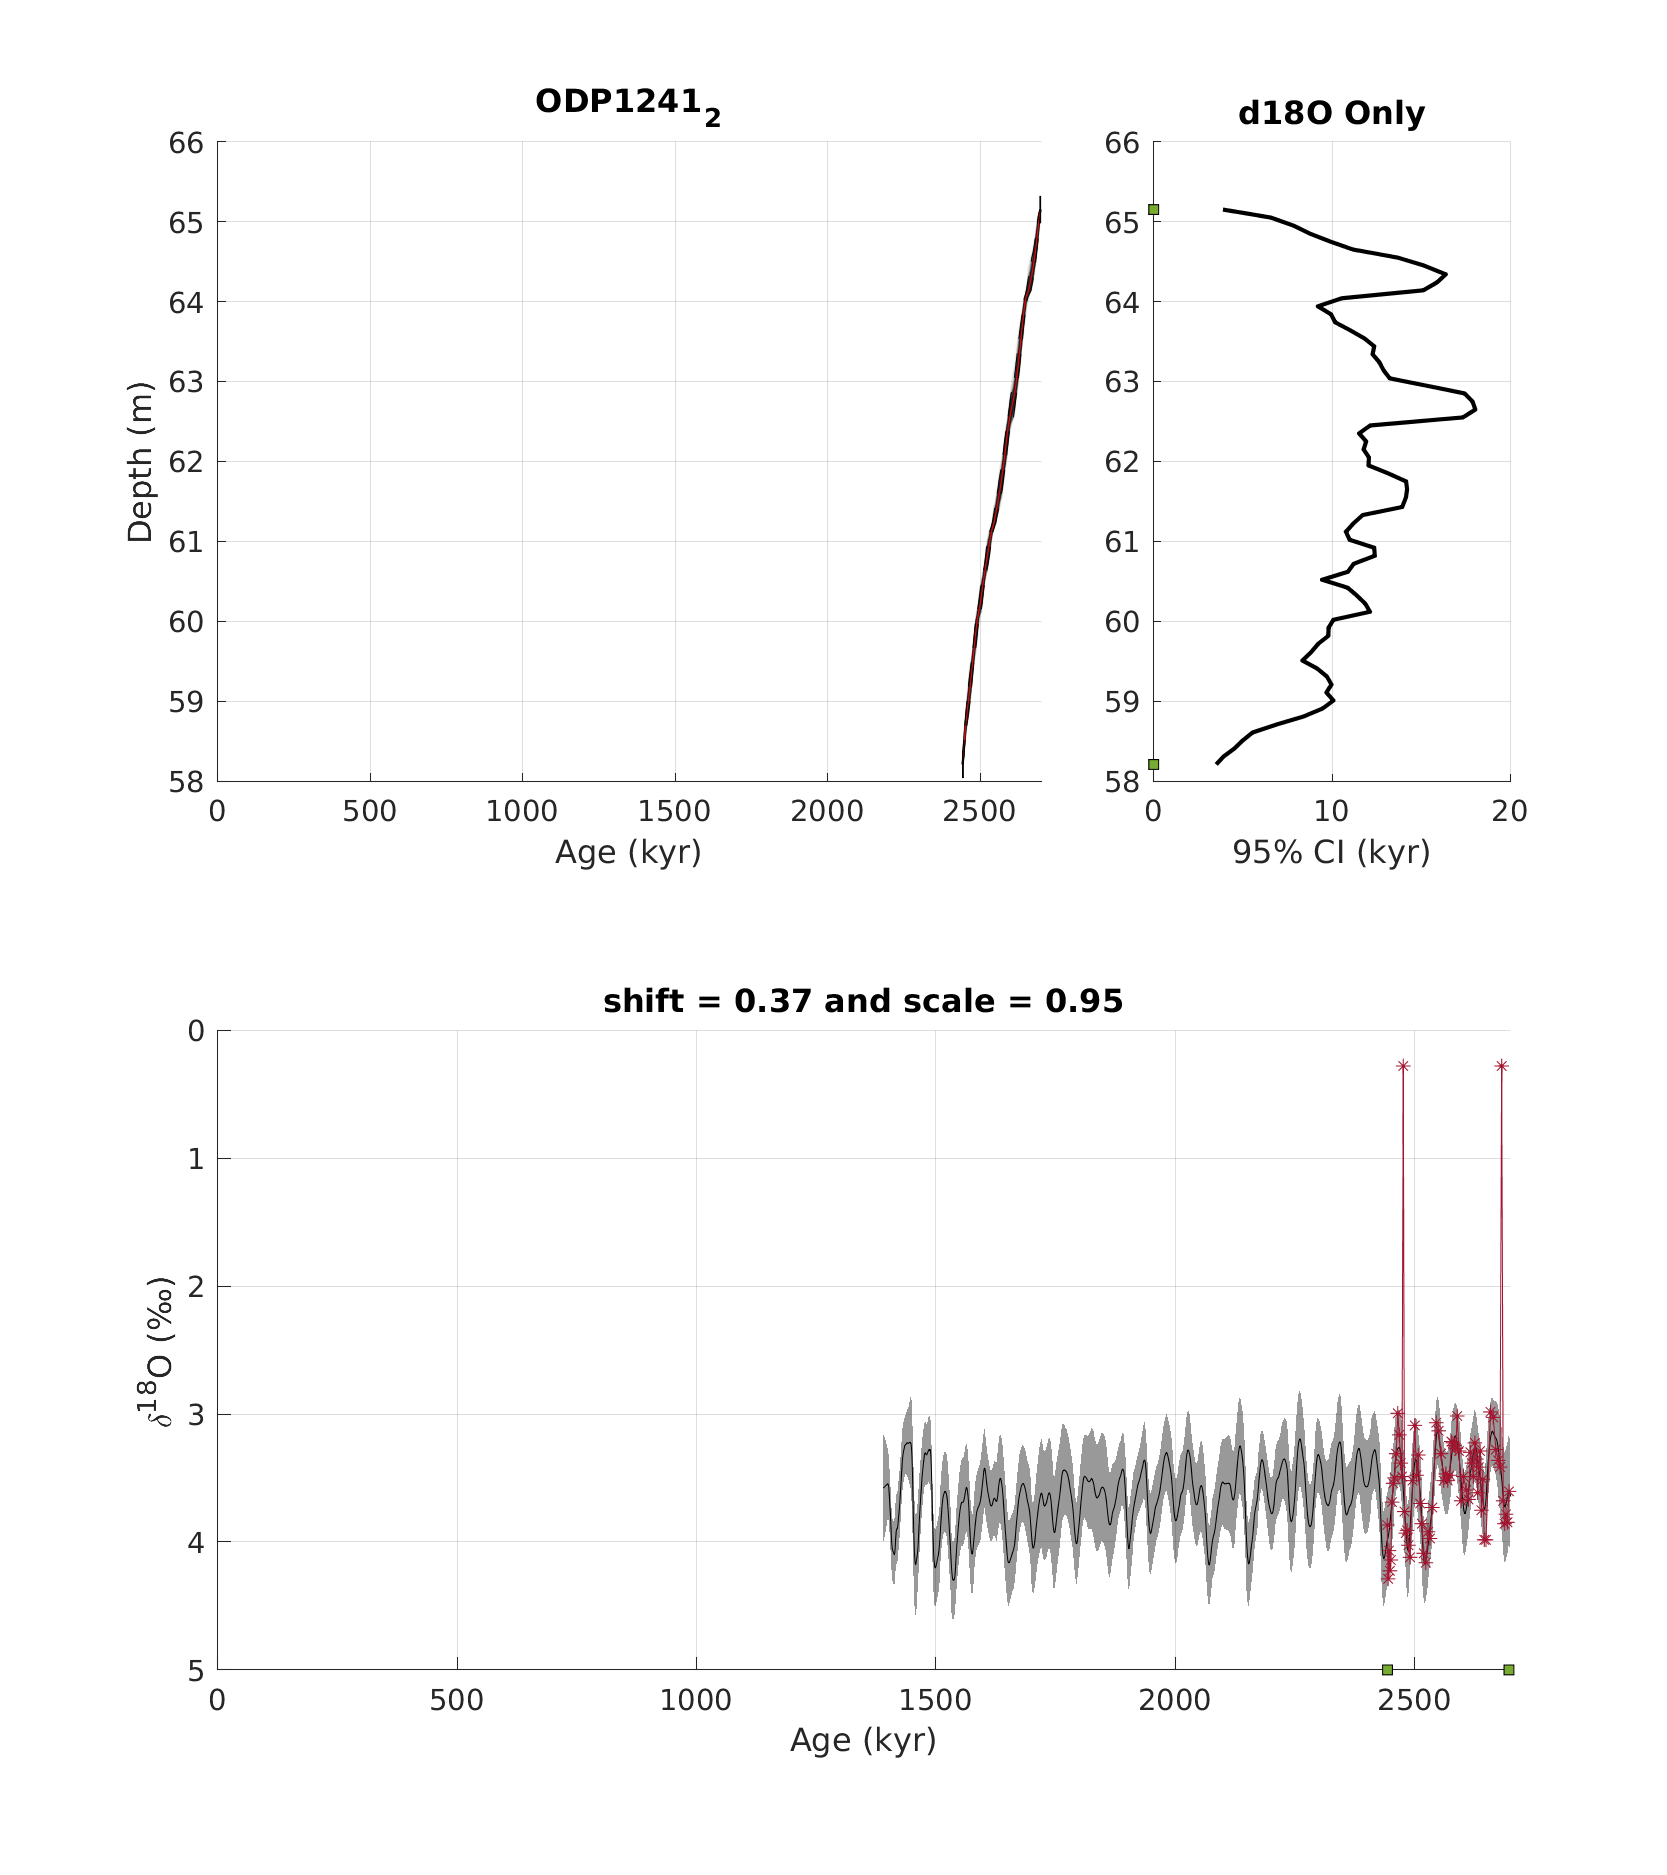 ODP1241₂
66
65
64
63
62
61
60
59
58
Depth (m)
0 500 1000 1500 2000 2500
Age (kyr)
d18O Only
66
65
64
63
62
61
60
59
58
0 10 20
95% CI (kyr)
shift = 0.37 and scale = 0.95
0
1
2
3
4
5
δ¹⁸O (‰)
0 500 1000 1500 2000 2500
Age (kyr)